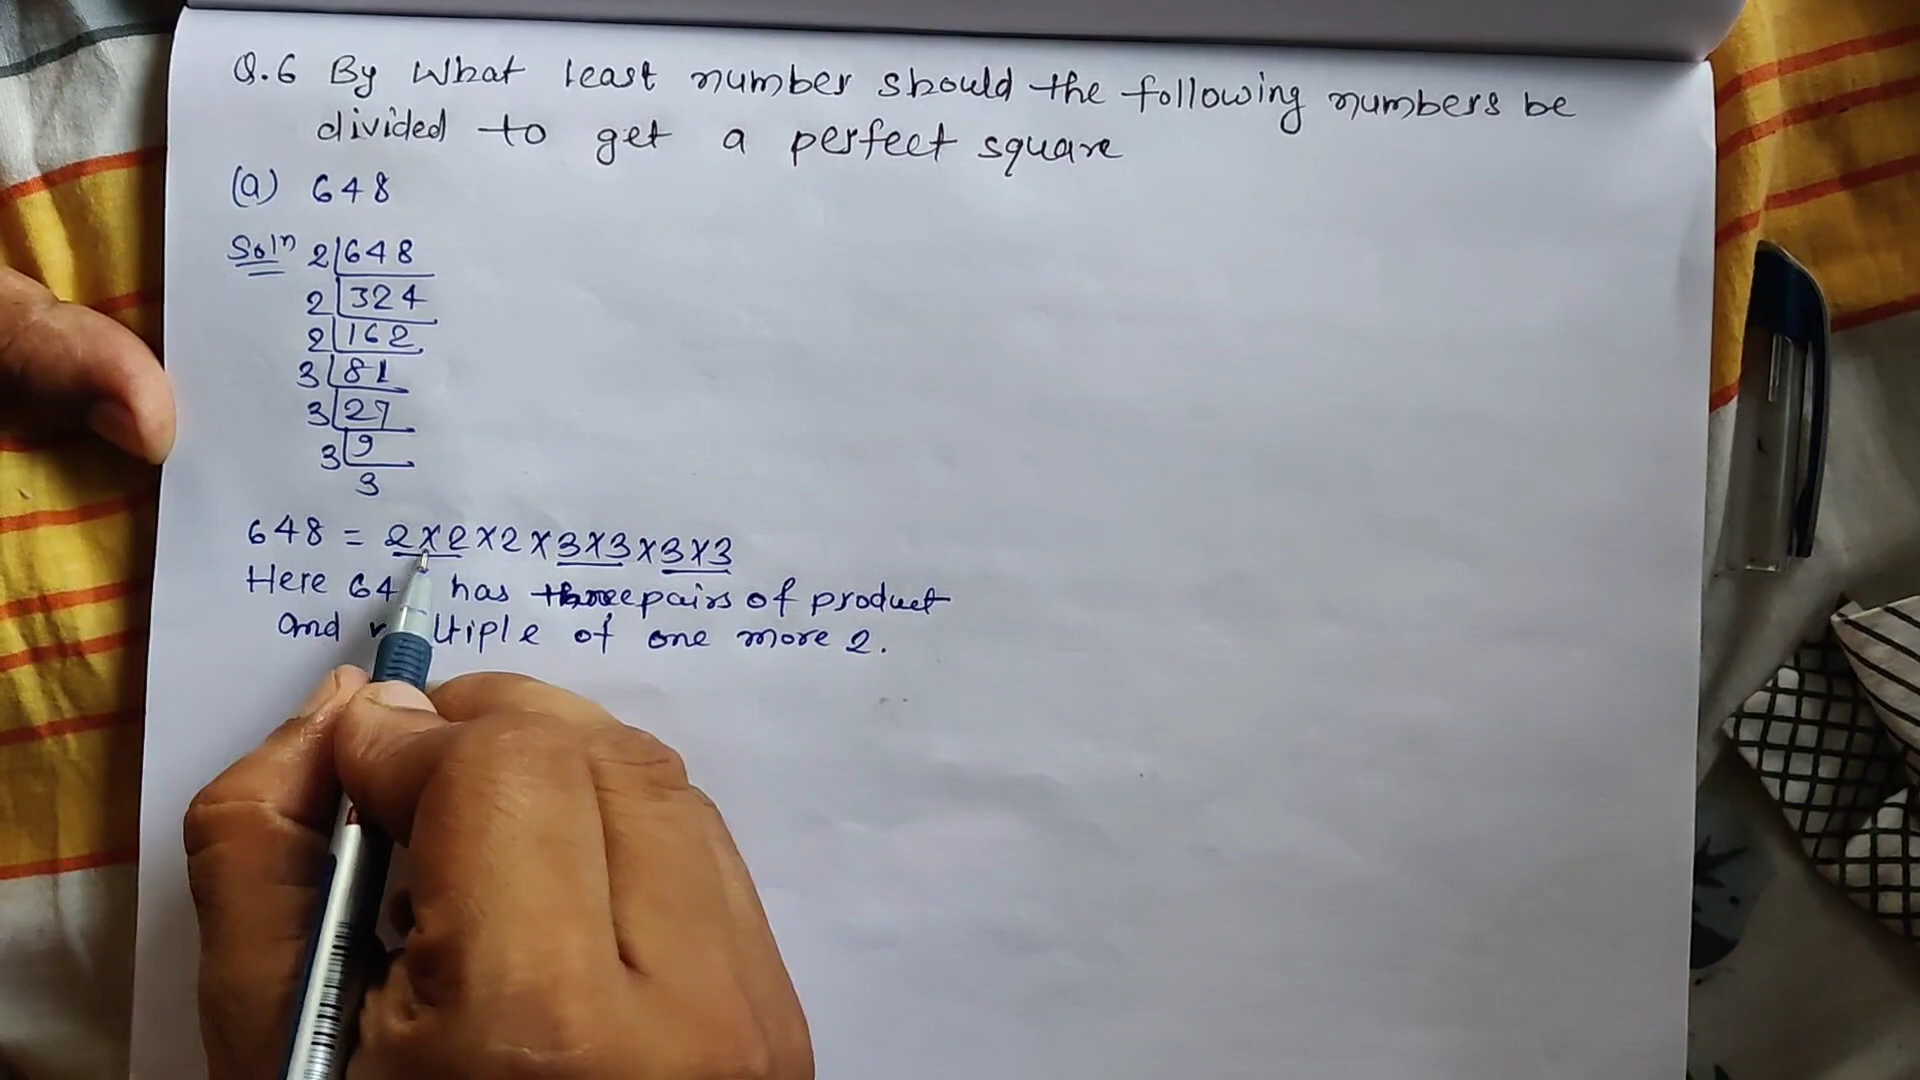 Q.6 By What least number should the following numbers be
divided to get a perfect square
(a) 648
Soln 2|648
2|324
2|162
3|81
3|27
3|9
3
648 = 2×2×2×3×3×3×3
Here 64 has three pairs of product
and of one more 2.